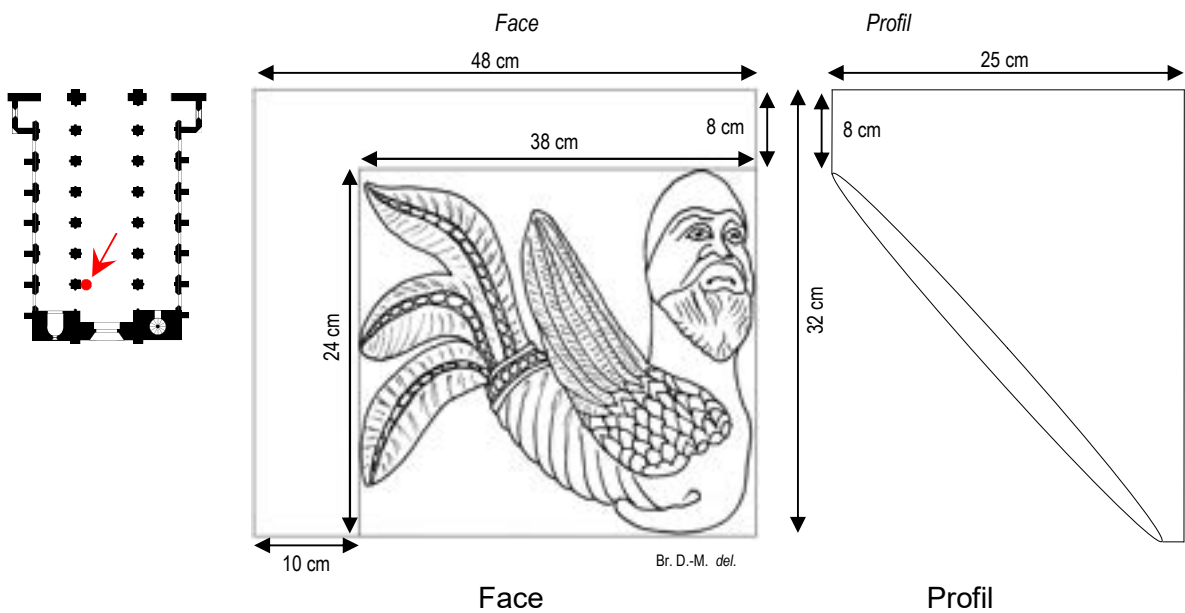 Face
Profil
48 cm
25 cm
8 cm
8 cm
38 cm
24 cm
32 cm
10 cm
Br. D.-M. del.
Face
Profil